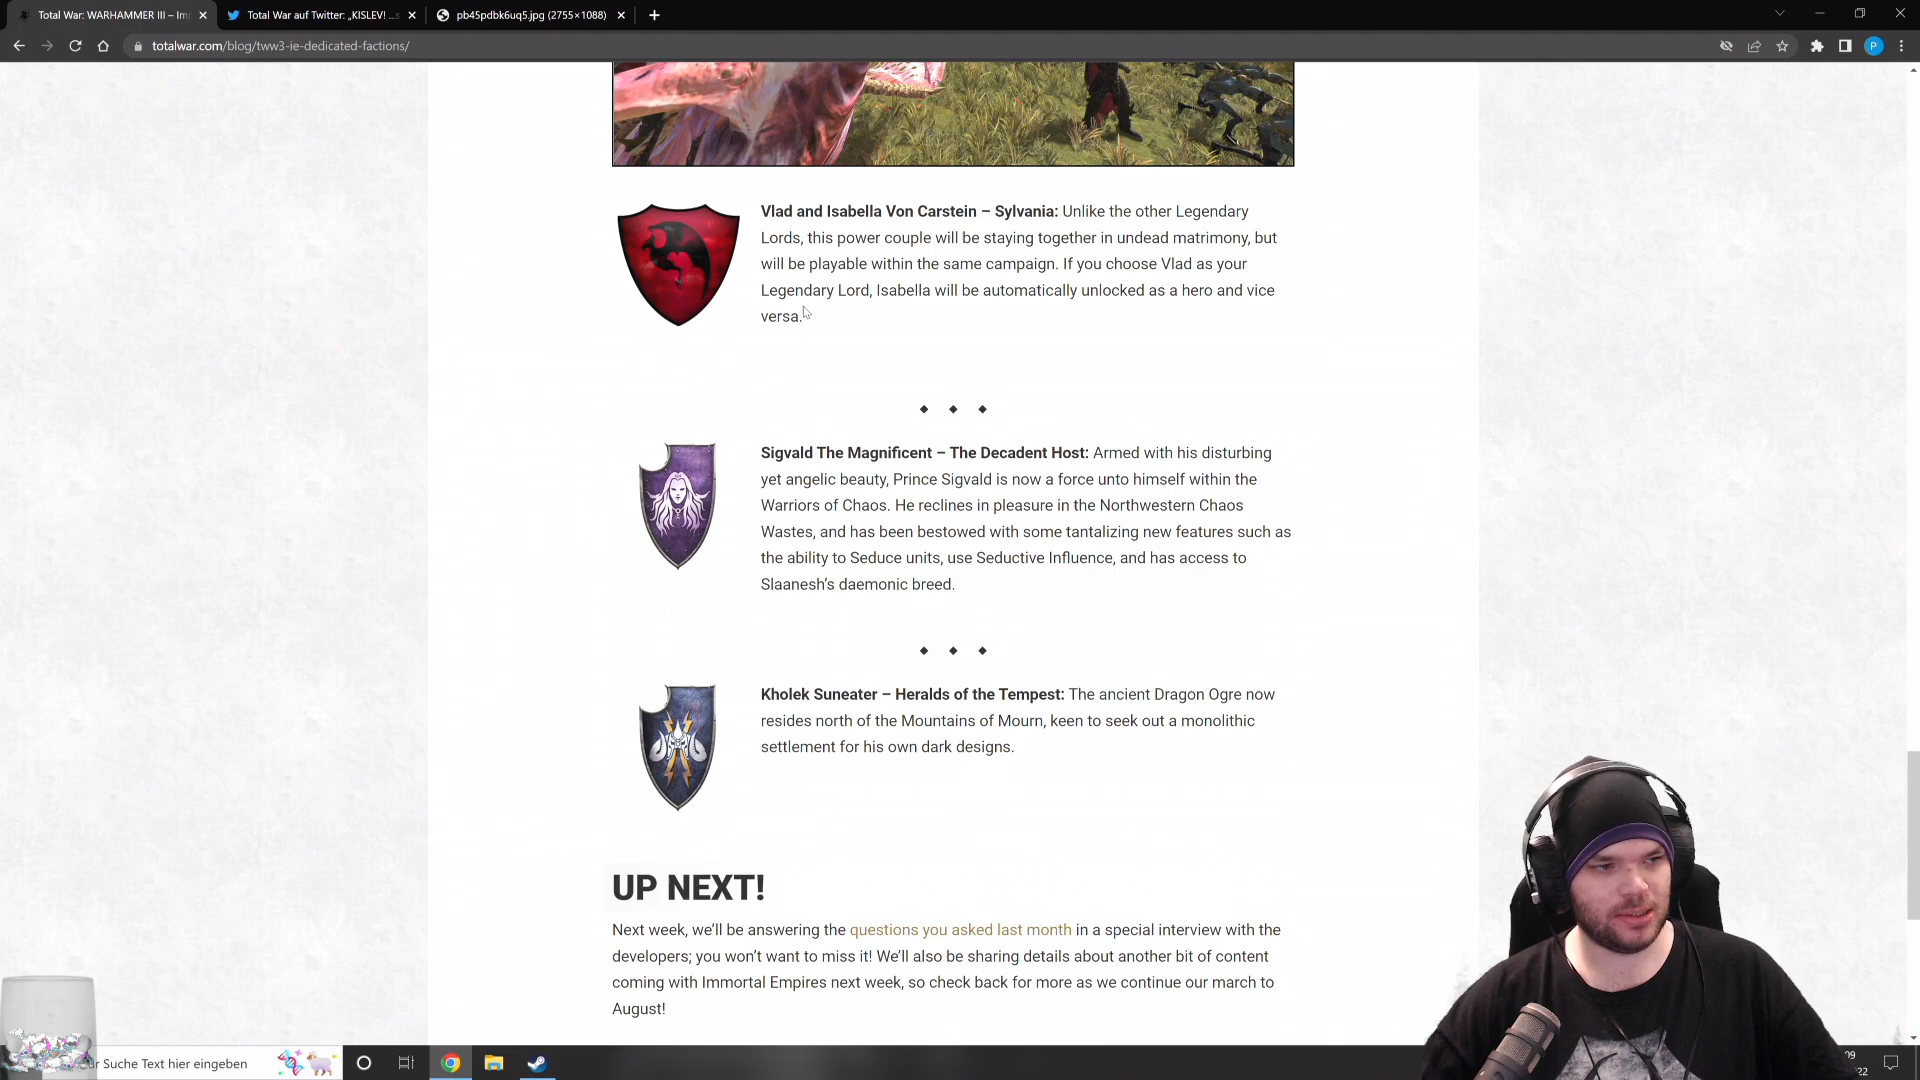 Total War: WARHAMMER III – Im
Total War auf Twitter: „KISLEV! ...s
pb45pdbk6uq5.jpg (2755×1088)
totalwar.com/blog/tww3-ie-dedicated-factions/
P
Vlad and Isabella Von Carstein – Sylvania: Unlike the other Legendary
Lords, this power couple will be staying together in undead matrimony, but
will be playable within the same campaign. If you choose Vlad as your
Legendary Lord, Isabella will be automatically unlocked as a hero and vice
versa.
Sigvald The Magnificent – The Decadent Host: Armed with his disturbing
yet angelic beauty, Prince Sigvald is now a force unto himself within the
Warriors of Chaos. He reclines in pleasure in the Northwestern Chaos
Wastes, and has been bestowed with some tantalizing new features such as
the ability to Seduce units, use Seductive Influence, and has access to
Slaanesh’s daemonic breed.
Kholek Suneater – Heralds of the Tempest: The ancient Dragon Ogre now
resides north of the Mountains of Mourn, keen to seek out a monolithic
settlement for his own dark designs.
UP NEXT!
Next week, we’ll be answering the questions you asked last month in a special interview with the
developers; you won’t want to miss it! We’ll also be sharing details about another bit of content
coming with Immortal Empires next week, so check back for more as we continue our march to
August!
ur Suche Text hier eingeben
09
22